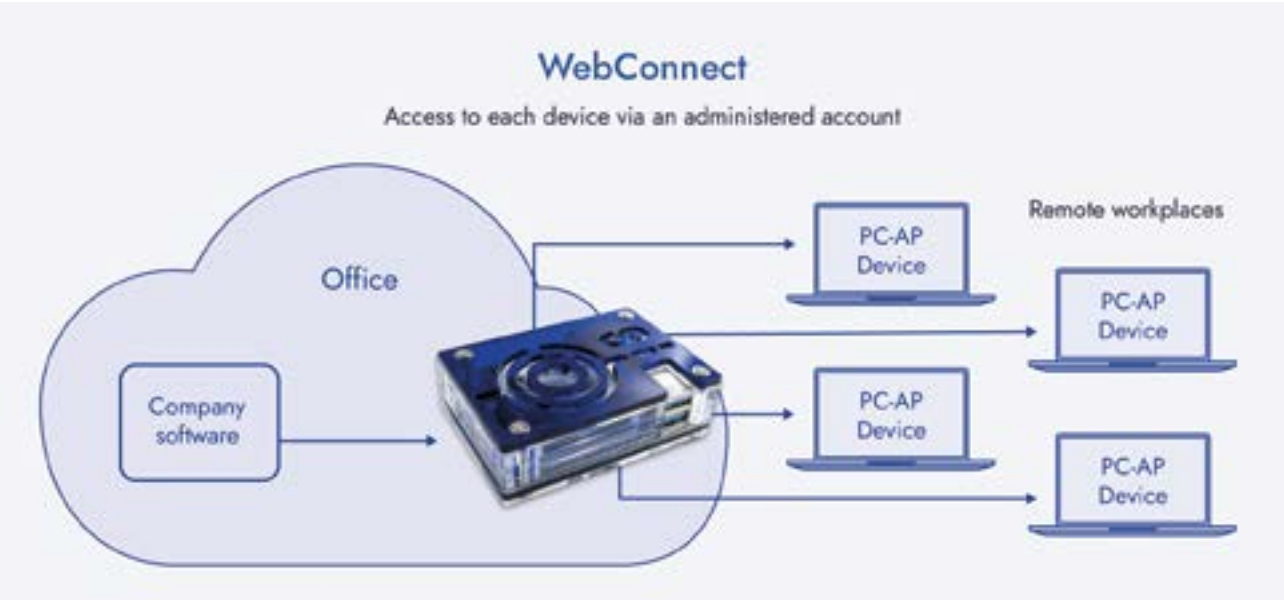 WebConnect
Access to each device via an administered account
Remote workplaces
Office
Company
software
PC-AP
Device
PC-AP
Device
PC-AP
Device
PC-AP
Device